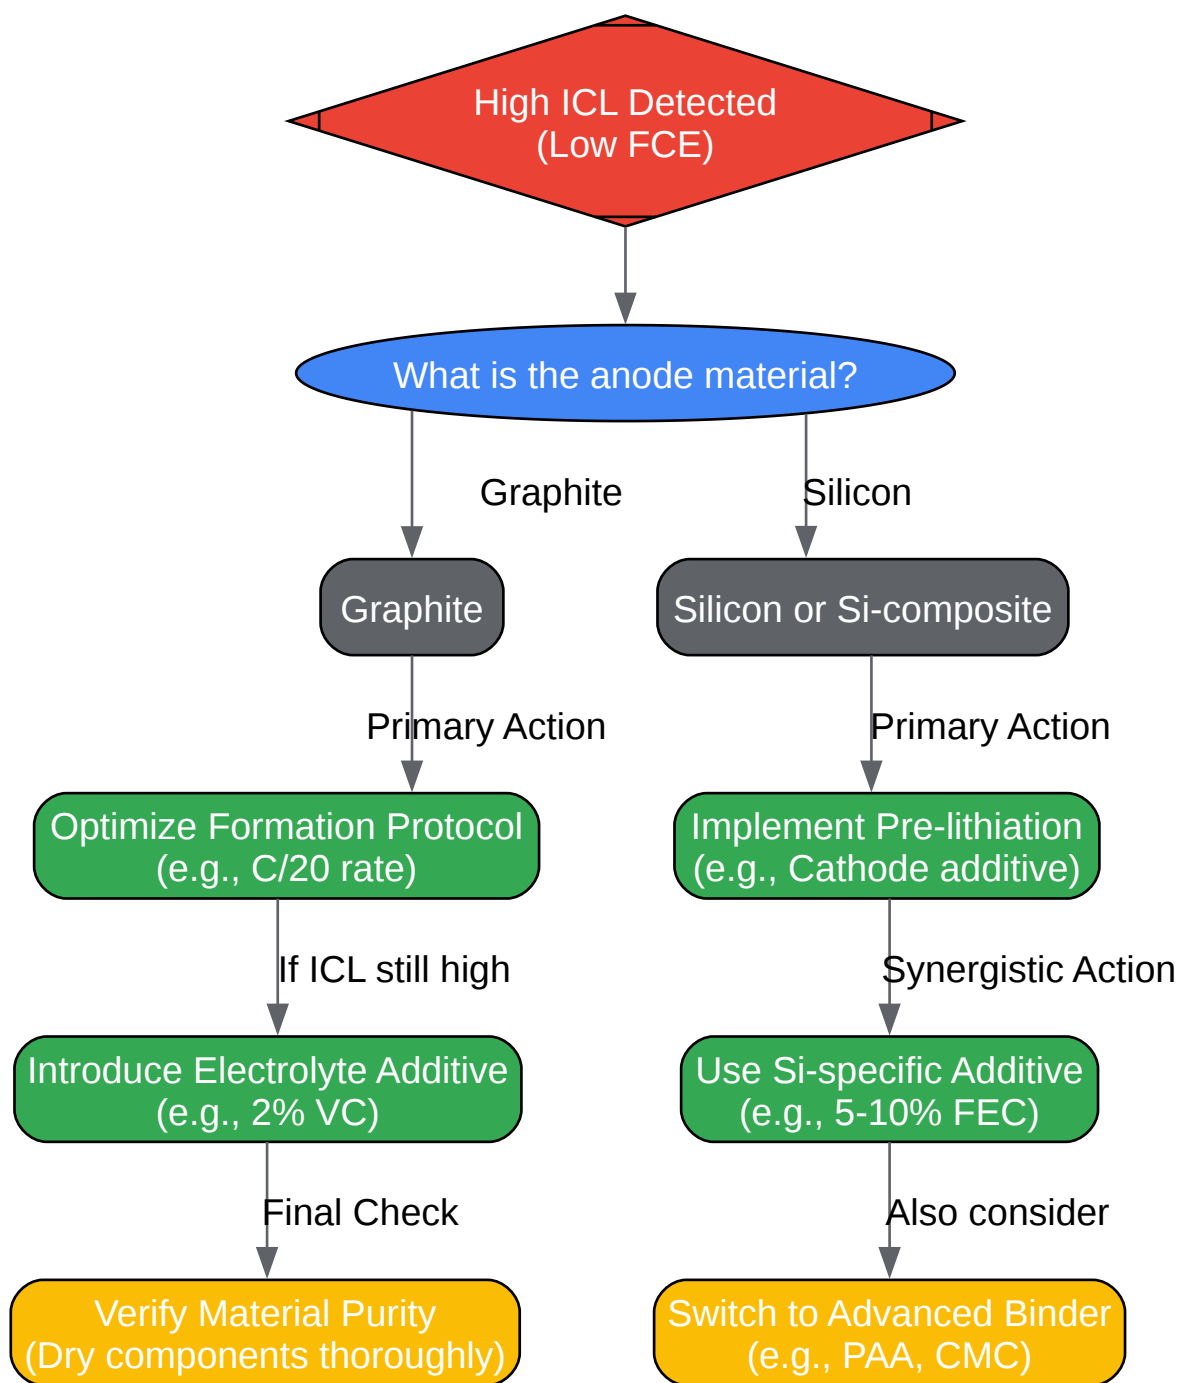 High ICL Detected
(Low FCE)
What is the anode material?
Graphite
Silicon
Graphite
Silicon or Si-composite
Primary Action
Primary Action
Optimize Formation Protocol
(e.g., C/20 rate)
Implement Pre-lithiation
(e.g., Cathode additive)
If ICL still high
Synergistic Action
Introduce Electrolyte Additive
(e.g., 2% VC)
Use Si-specific Additive
(e.g., 5-10% FEC)
Final Check
Also consider
Verify Material Purity
(Dry components thoroughly)
Switch to Advanced Binder
(e.g., PAA, CMC)